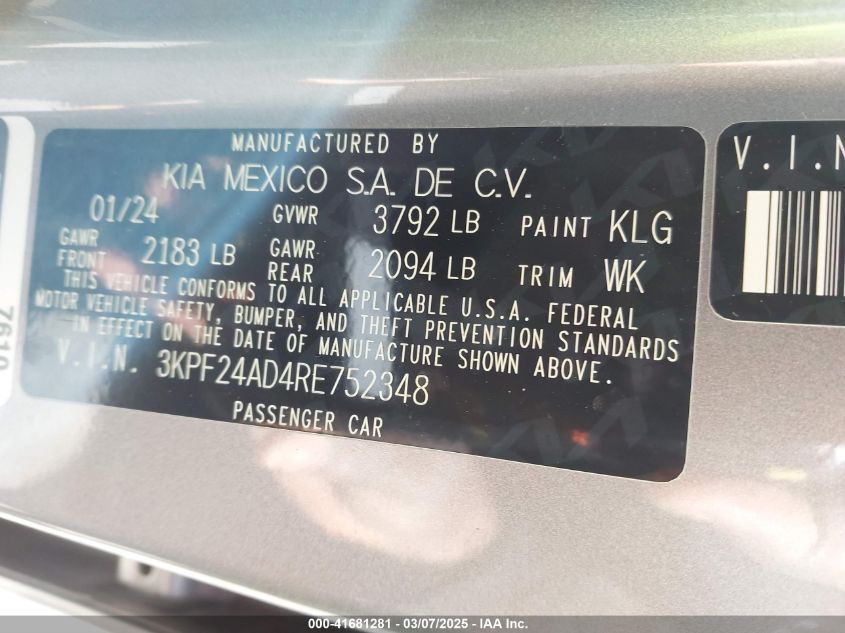 MANUFACTURED BY
KIA MEXICO S.A. DE C.V.
01/24 GVWR 3792 LB PAINT KLG
GAWR FRONT 2183 LB GAWR REAR 2094 LB TRIM WK
THIS VEHICLE CONFORMS TO ALL APPLICABLE U.S.A. FEDERAL
MOTOR VEHICLE SAFETY, BUMPER, AND THEFT PREVENTION STANDARDS
IN EFFECT ON THE DATE OF MANUFACTURE SHOWN ABOVE.
V.I.N. 3KPF24AD4RE752348
PASSENGER CAR
V.I.N
000-41681281 - 03/07/2025 - IAA Inc.